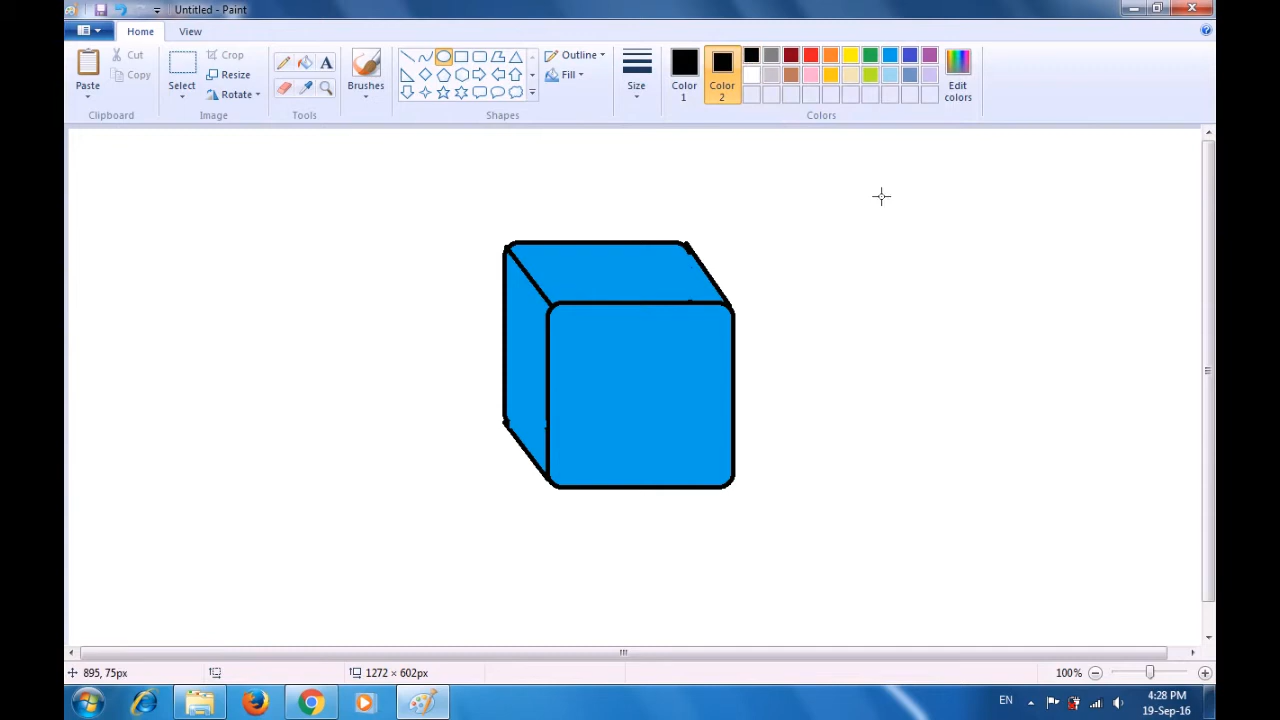 Untitled - Paint
Home View
Paste
Cut
Copy
Clipboard
Select
Crop
Resize
Rotate
Image
A
Tools
Brushes
Outline
Fill
Shapes
Size
Color 1
Color 2
Edit colors
Colors
895, 75px
1272 × 602px
100%
EN
4:28 PM
19-Sep-16